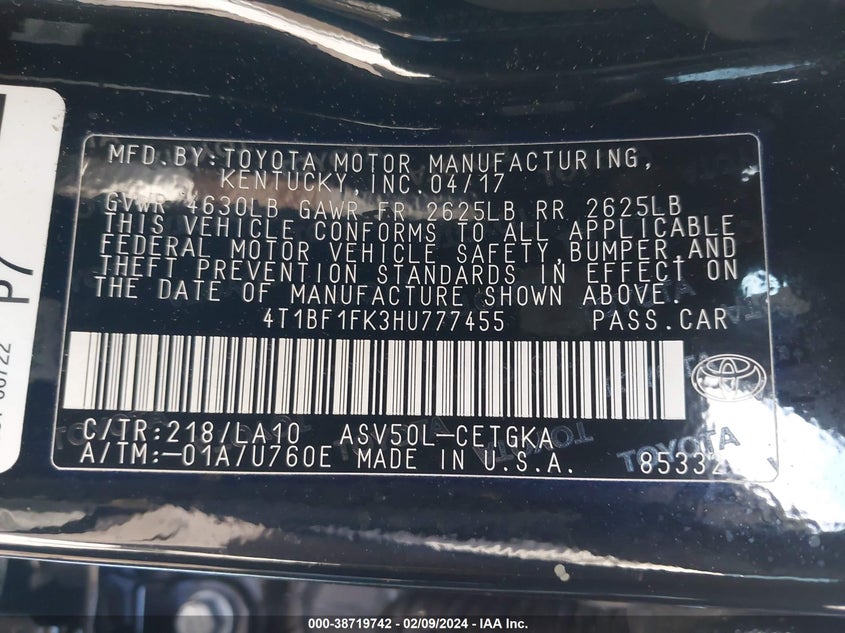 MFD.BY:TOYOTA MOTOR MANUFACTURING,
KENTUCKY,INC.04/17
GVWR 4630LB GAWR FR 2625LB RR 2625LB
THIS VEHICLE CONFORMS TO ALL APPLICABLE
FEDERAL MOTOR VEHICLE SAFETY,BUMPER,AND
THEFT PREVENTION STANDARDS IN EFFECT ON
THE DATE OF MANUFACTURE SHOWN ABOVE.
4T1BF1FK3HU777455 PASS.CAR
C/TR:218/LA10 ASV50L-CETGKA
A/TM:-01A/U760E MADE IN U.S.A. 85332
TOYOTA
P7
000-38719742 - 02/09/2024 - IAA Inc.